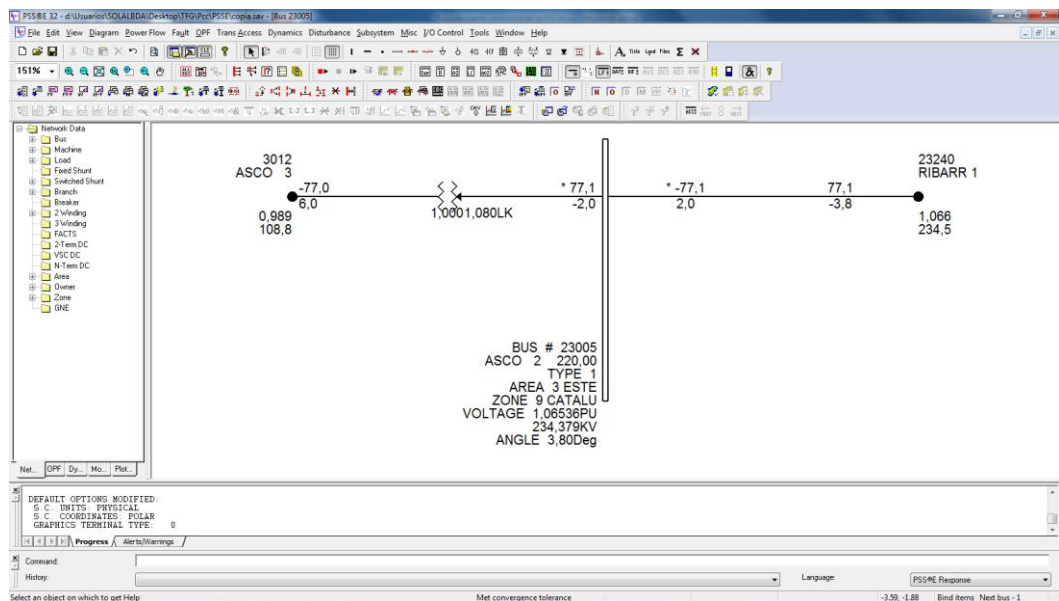 PSS®E 32 - d:\Usuarios\SOLALBDA\Desktop\TFG\Pcc\PSSE\copia.sav - [Bus 23005]
File Edit View Diagram Power Flow Fault OPF Trans Access Dynamics Disturbance Subsystem Misc I/O Control Tools Window Help
151%
Network Data
Bus
Machine
Load
Fixed Shunt
Switched Shunt
Branch
Breaker
2 Winding
3 Winding
FACTS
2-Term DC
VSC DC
N-Term DC
Area
Owner
Zone
GNE
Net... OPF Dy... Mo... Plot...
3012
ASCO 3
-77,0
6,0
0,989
108,8
1,0001,080LK
* 77,1
-2,0
* -77,1
2,0
77,1
-3,8
23240
RIBARR 1
1,066
234,5
BUS # 23005
ASCO 2 220,00
TYPE 1
AREA 3 ESTE
ZONE 9 CATALU
VOLTAGE 1,06536PU
234,379KV
ANGLE 3,80Deg
DEFAULT OPTIONS MODIFIED:
S.C. UNITS: PHYSICAL
S.C. COORDINATES: POLAR
GRAPHICS TERMINAL TYPE: 0
Progress Alerts/Warnings
Command:
History:
Language: PSS®E Response
Select an object on which to get Help
Met convergence tolerance
-3.59, -1.88
Bind items Next bus - 1